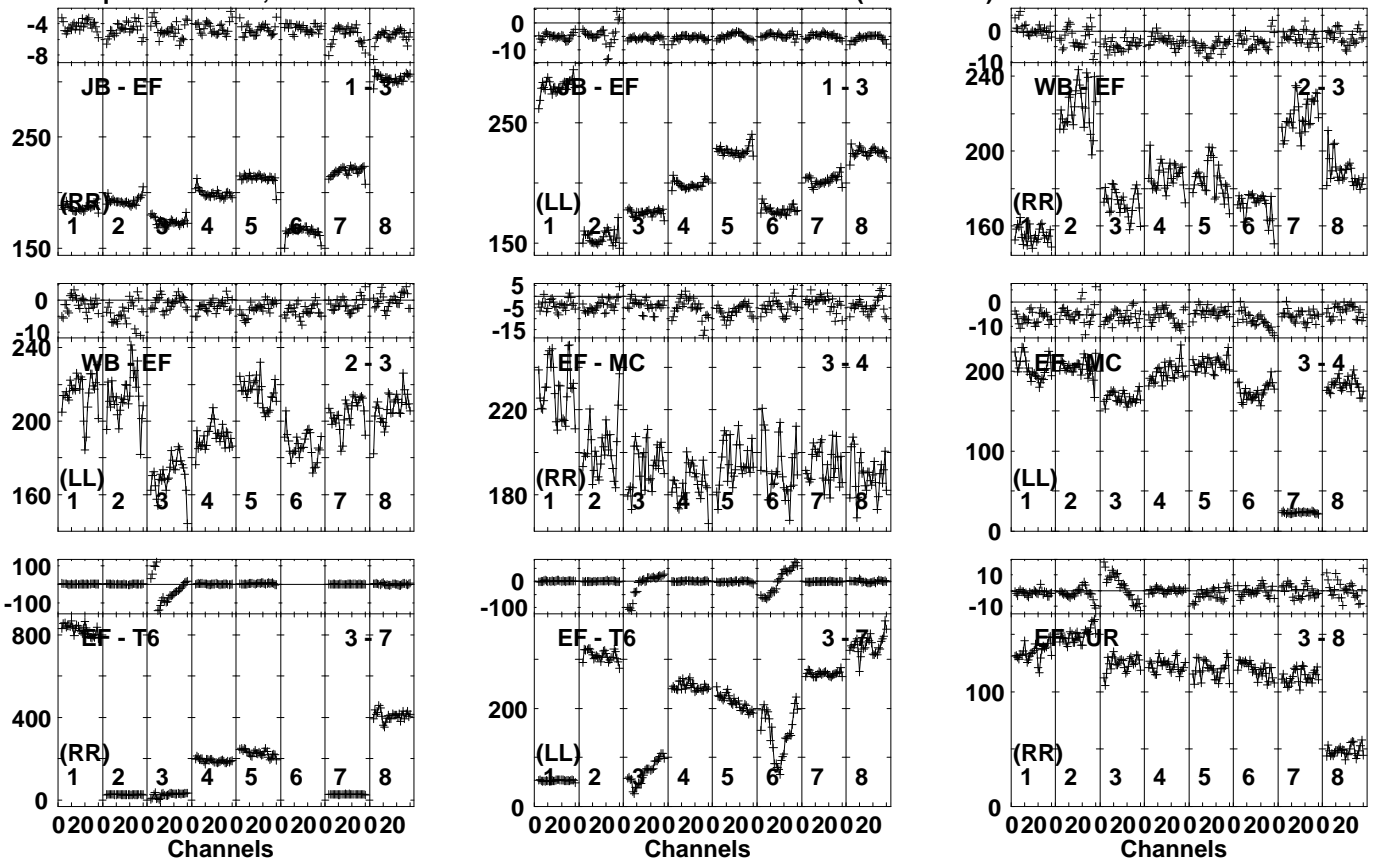 -4 0 0
-8 -10 -10
JB - EF 1 - 3 JB - EF 1 - 3 240 WB - EF 2 - 3
250 250 200
(RR) (LL) (RR) 160
150 1 2 3 4 5 6 7 8 150 1 2 3 4 5 6 7 8 1 2 3 4 5 6 7 8
0 5 0
-10 -5 -10
-15
240 WB - EF 2 - 3 EF - MC 3 - 4 EF - MC 3 - 4
200 220 200
160 180 100
(LL) (RR) (LL)
1 2 3 4 5 6 7 8 1 2 3 4 5 6 7 8 1 2 3 4 5 6 7 8
0
100 0 10
-100 -100 -10
800 EF - T6 3 - 7 EF - T6 3 - 7 EF - UR 3 - 8
400 200 100
(RR) (LL) (RR)
1 2 3 4 5 6 7 8 1 2 3 4 5 6 7 8 1 2 3 4 5 6 7 8
0 0 0
0 20 0 20 0 20 0 20 0 20 0 20 0 20 0 20 0 20 0 20 0 20 0 20 0 20 0 20 0 20 0 20 0 20 0 20 0 20 0 20 0 20 0 20 0 20 0 20
Channels Channels Channels